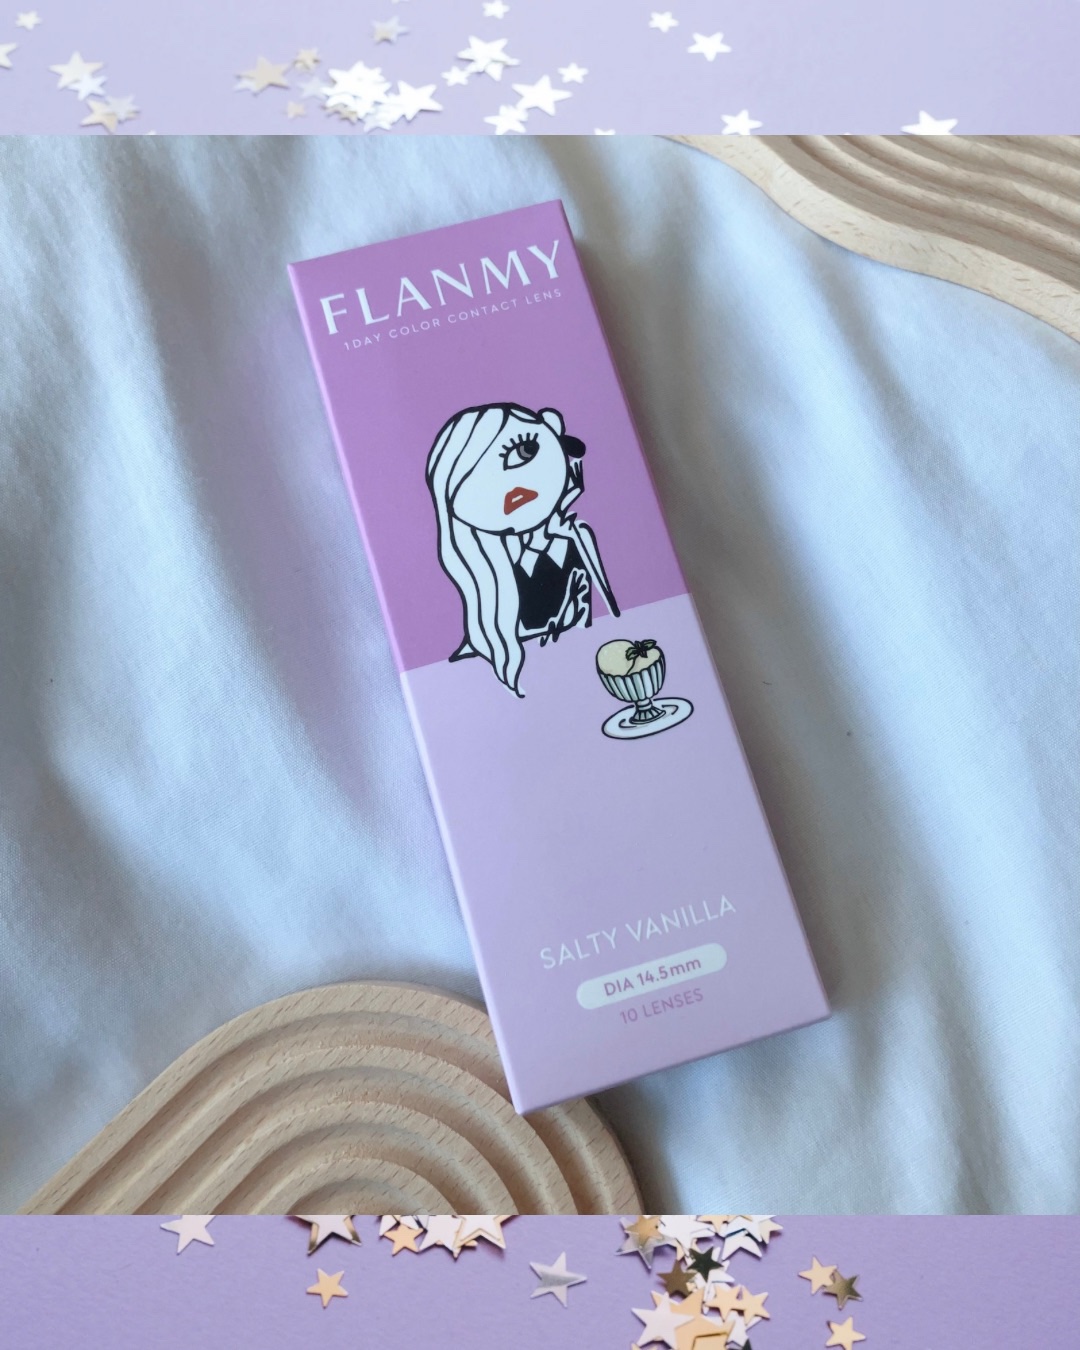 FLANMY
1DAY COLOR CONTACT LENS
SALTY VANILLA
DIA 14.5mm
10 LENSES